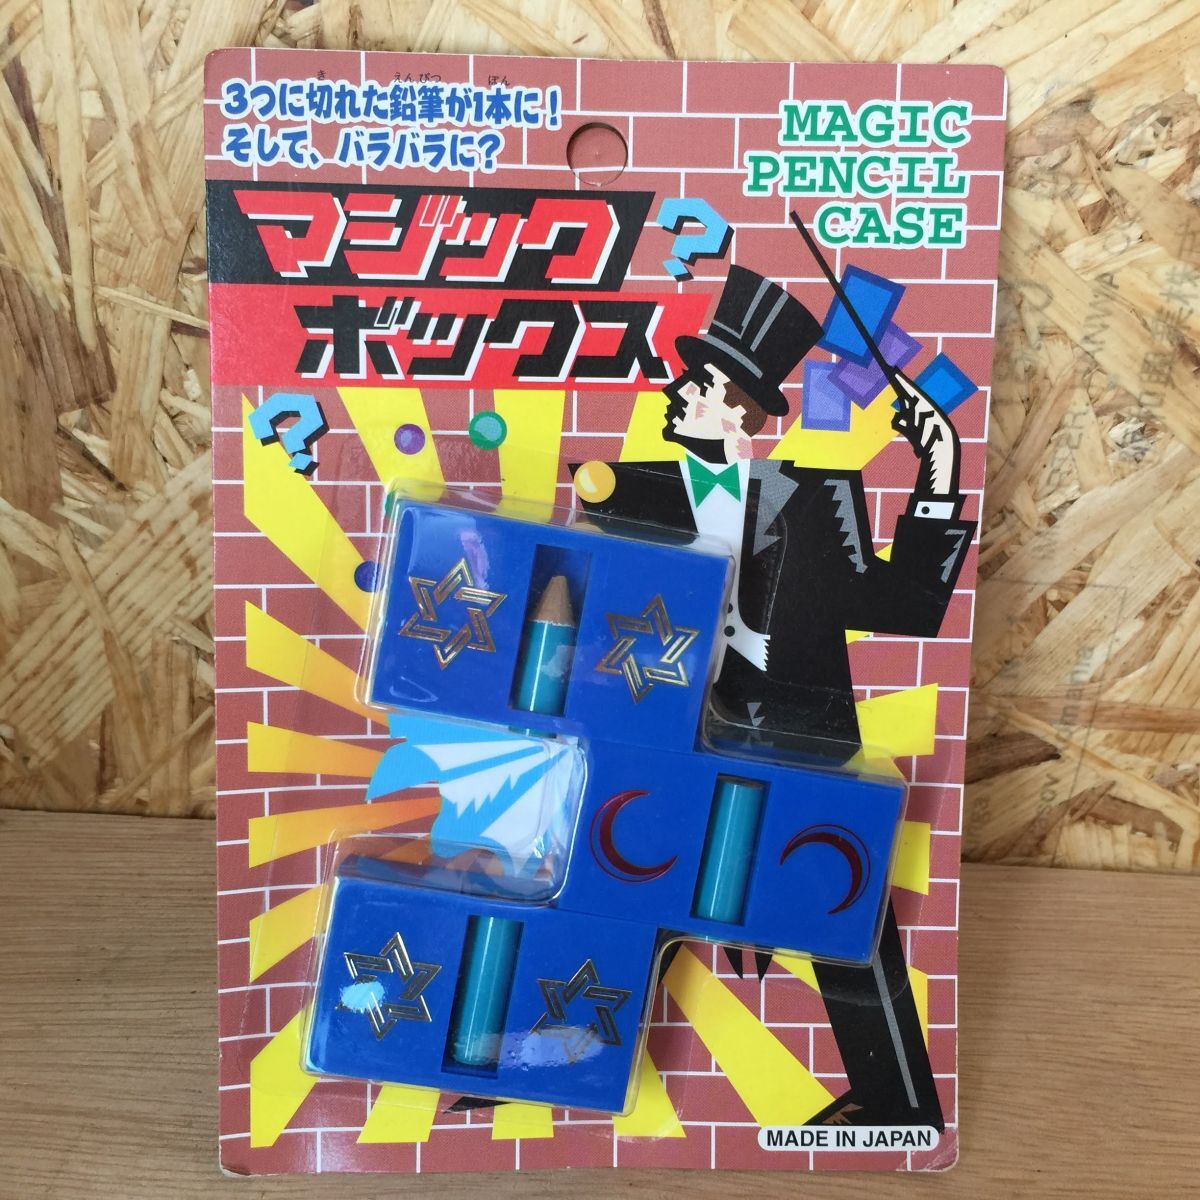 3つに切れた鉛筆が1本に!
そして、バラバラに?
MAGIC
PENCIL
CASE
マジック
ボックス
MADE IN JAPAN